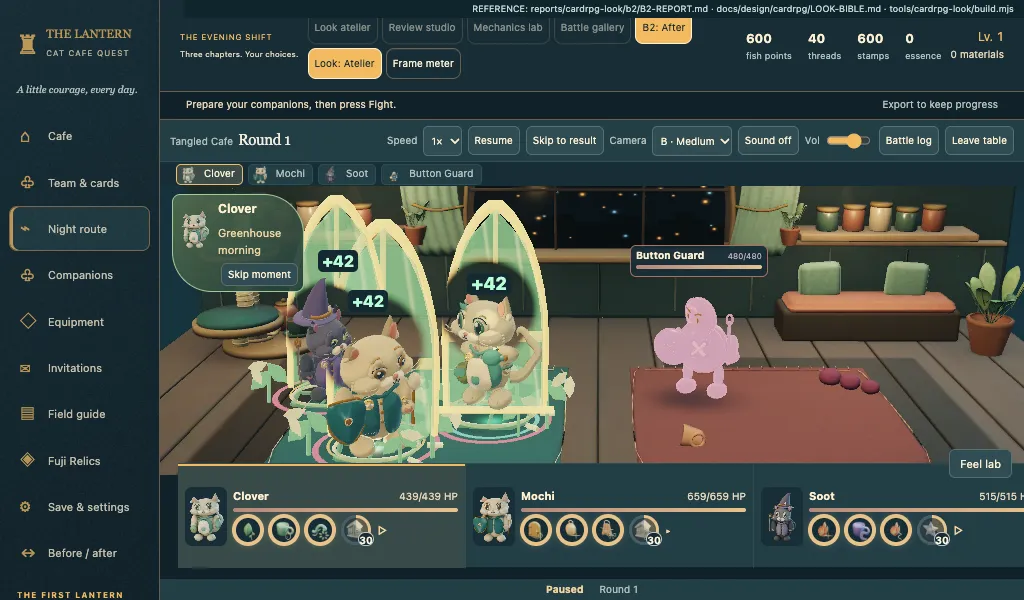 REFERENCE: reports/cardrpg-look/b2/B2-REPORT.md · docs/design/cardrpg/LOOK-BIBLE.md · tools/cardrpg-look/build.mjs
THE LANTERN
CAT CAFE QUEST
A little courage, every day.
Cafe
Team & cards
Night route
Companions
Equipment
Invitations
Field guide
Fuji Relics
Save & settings
Before / after
THE FIRST LANTERN
THE EVENING SHIFT
Three chapters. Your choices.
Look atelier
Review studio
Mechanics lab
Battle gallery
B2: After
Look: Atelier
Frame meter
600
fish points
40
threads
600
stamps
0
essence
Lv. 1
0 materials
Prepare your companions, then press Fight.
Export to keep progress
Tangled Cafe Round 1
Speed
1x
Resume
Skip to result
Camera
B · Medium
Sound off
Vol
Battle log
Leave table
Clover
Mochi
Soot
Button Guard
Clover
Greenhouse
morning
Skip moment
+42
+42
+42
Button Guard 480/480
Feel lab
Clover 439/439 HP
30
Mochi 659/659 HP
30
Soot 515/515 H
30
Paused Round 1